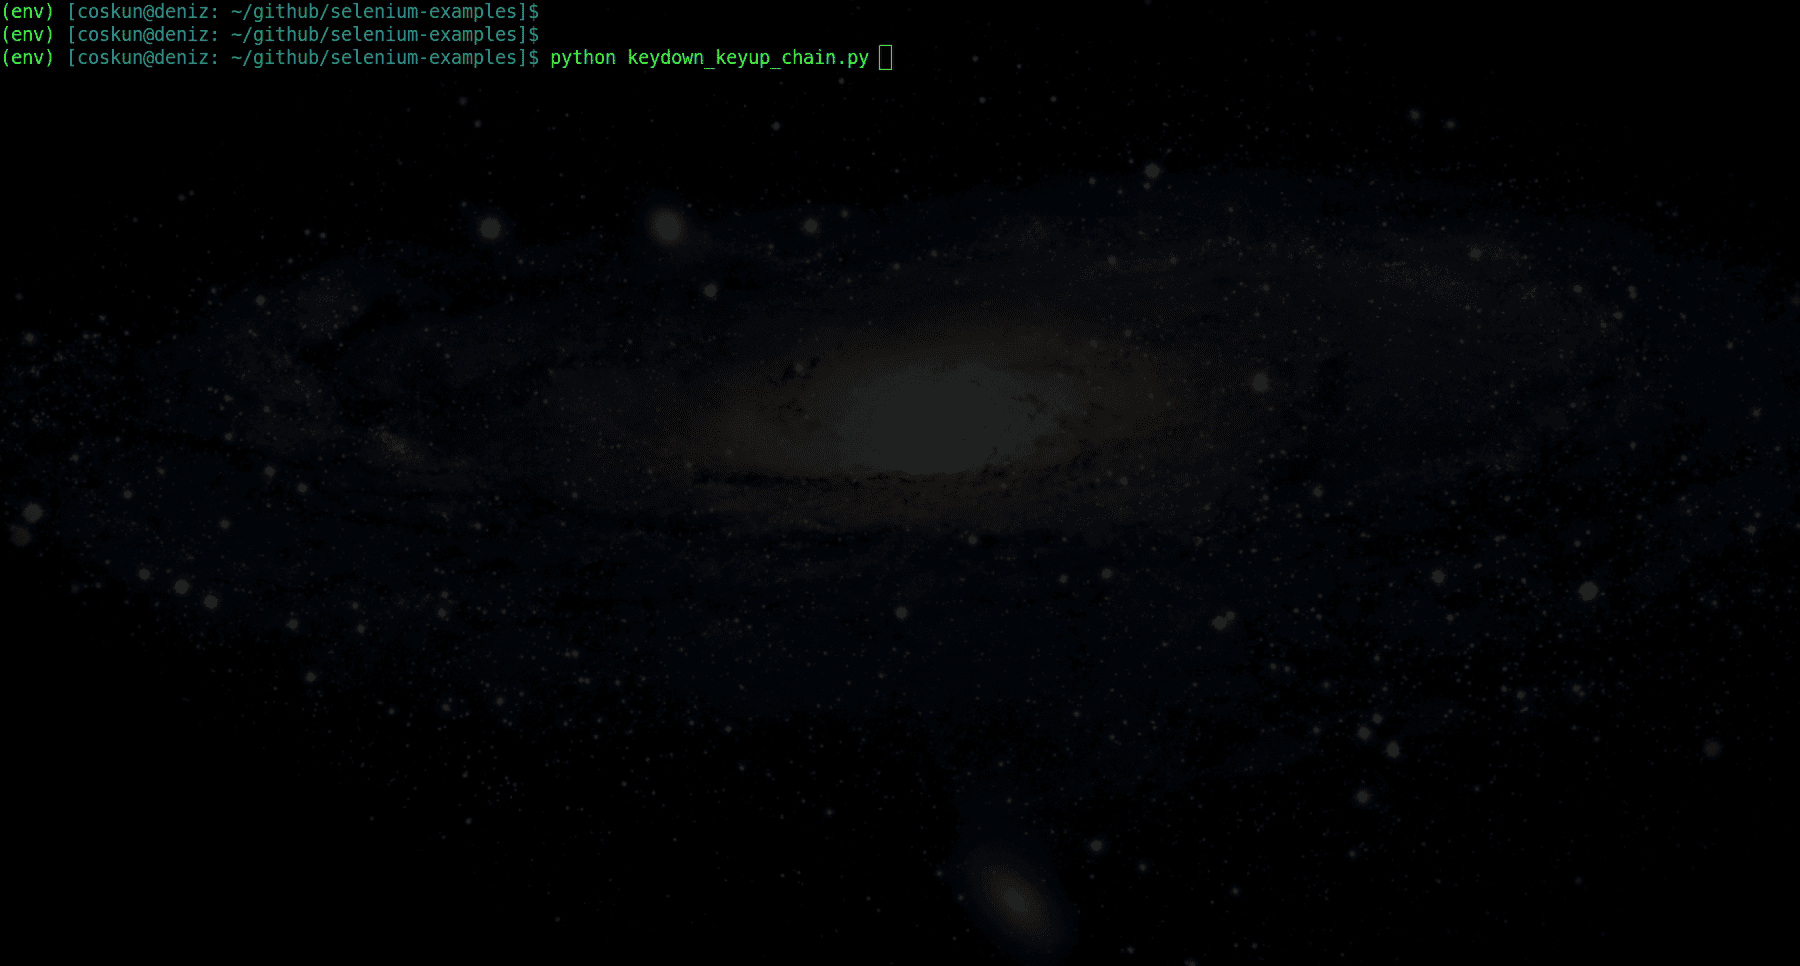 (env) [coskun@deniz: ~/github/selenium-examples]$
(env) [coskun@deniz: ~/github/selenium-examples]$
(env) [coskun@deniz: ~/github/selenium-examples]$ python keydown_keyup_chain.py